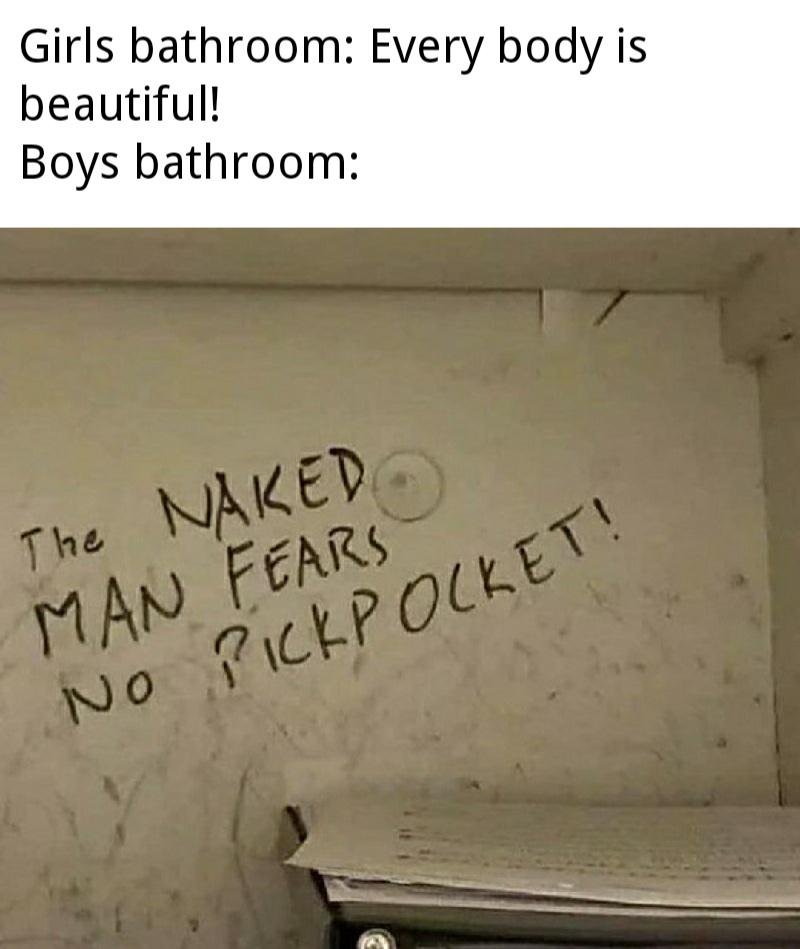 Girls bathroom: Every body is
beautiful!
Boys bathroom:
The NAKED
MAN FEARS
NO PICKPOCKET!